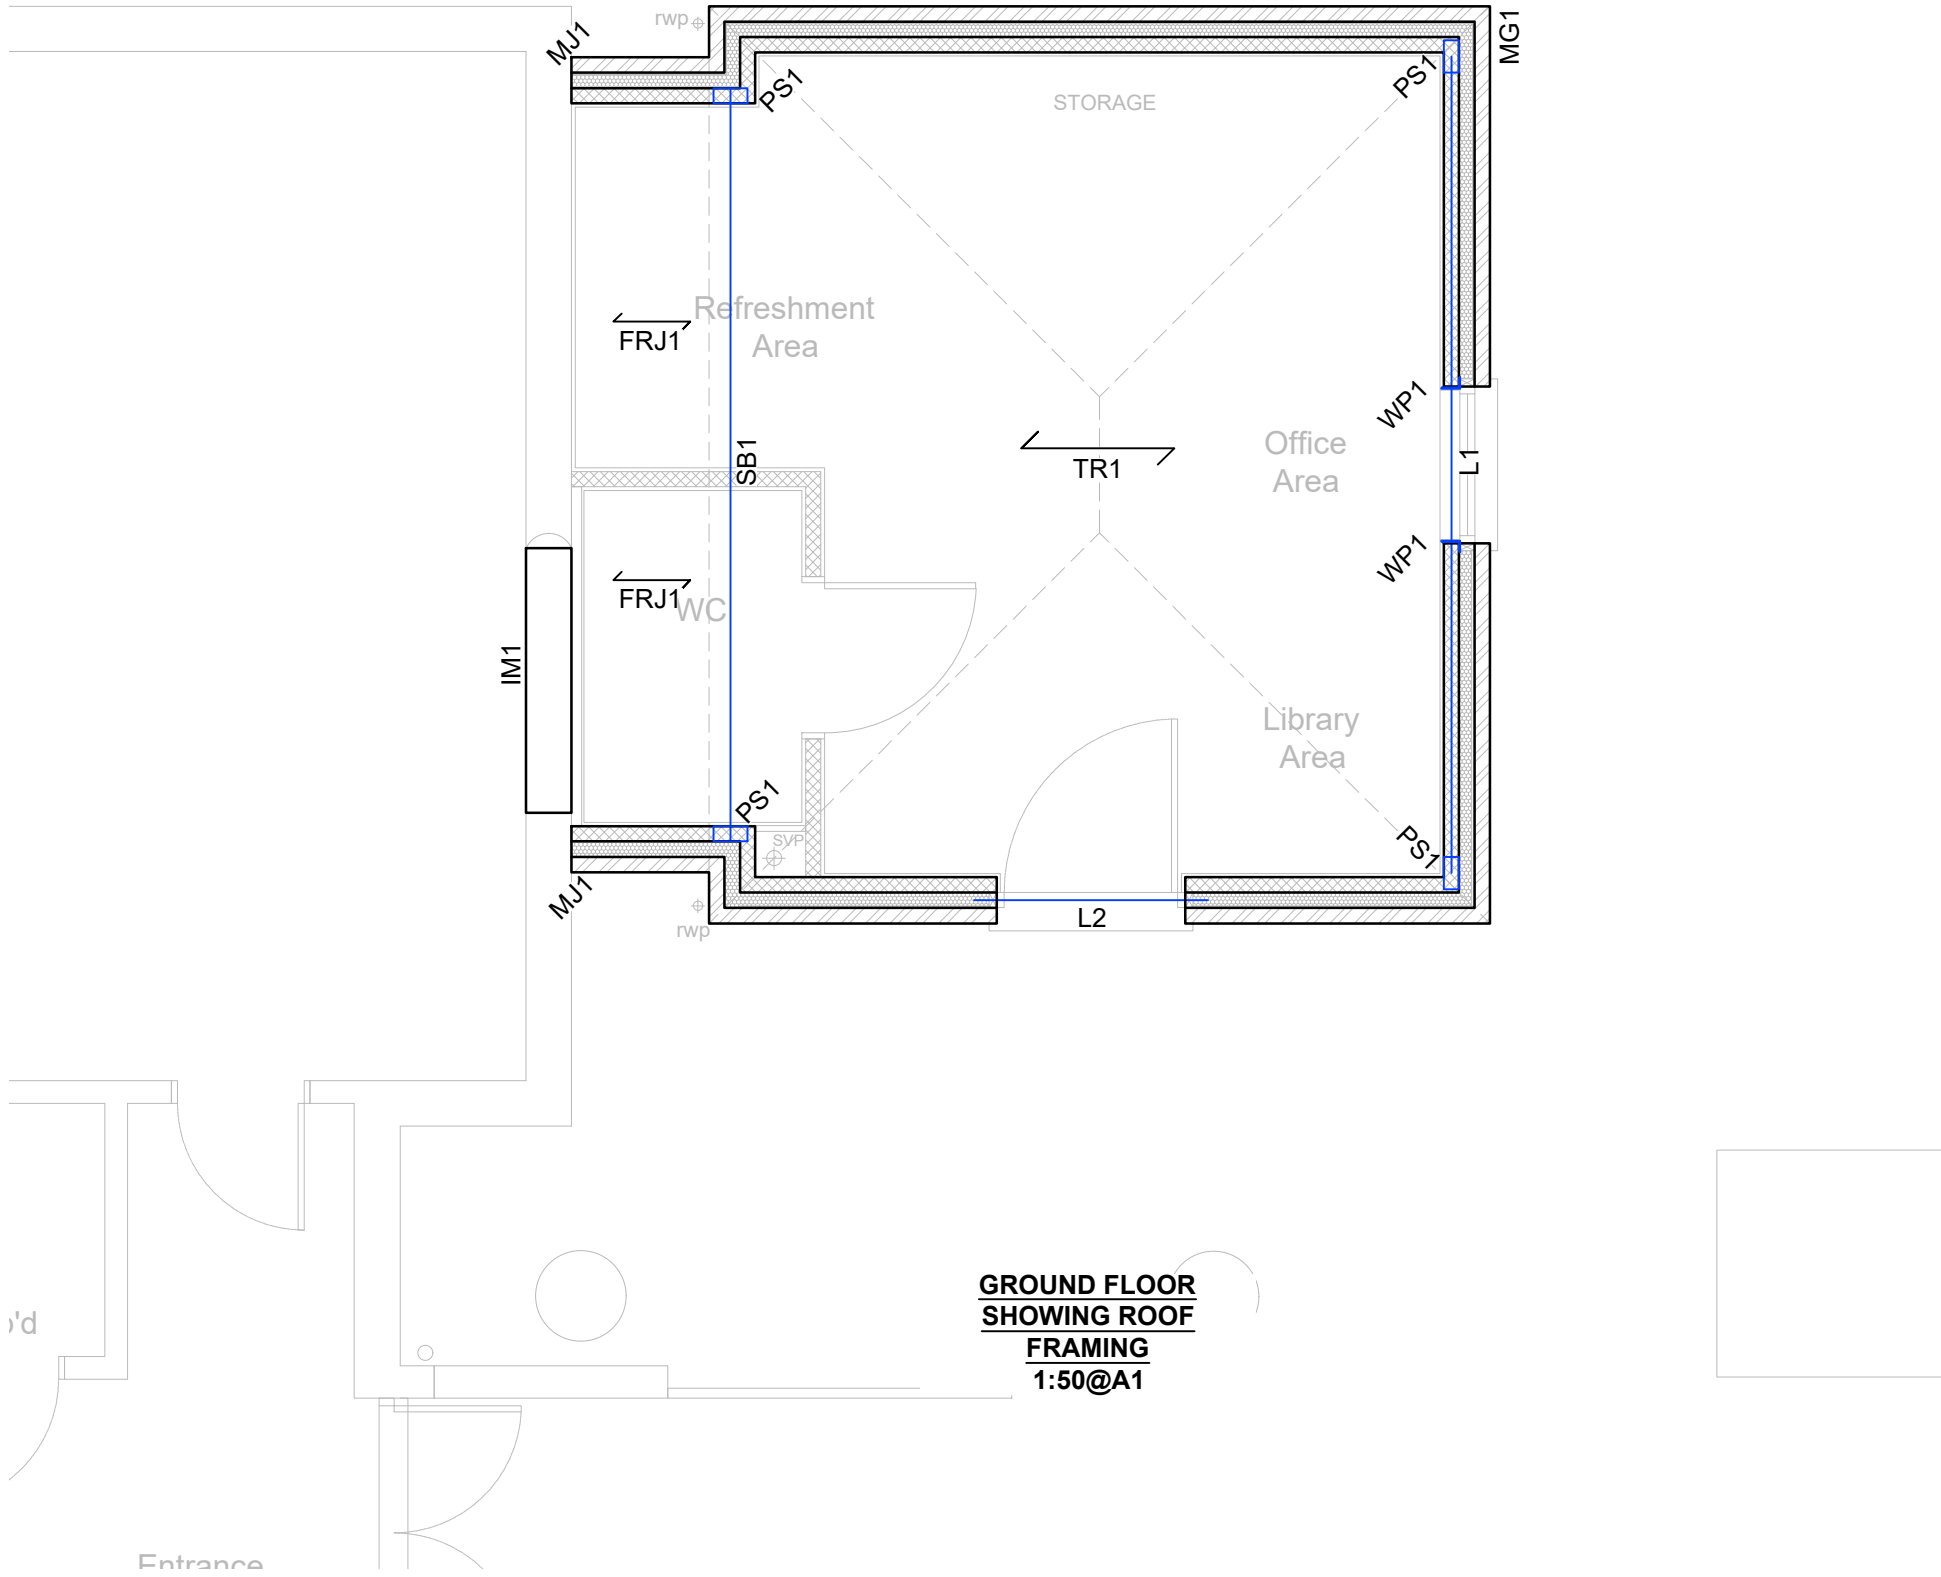 rwp
MJ1
MG1
PS1
PS1
STORAGE
Refreshment
Area
FRJ1
WP1
Office
Area
SB1
TR1
L1
WP1
FRJ1
WC
IM1
Library
Area
PS1
SVP
PS1
MJ1
rwp
L2
GROUND FLOOR
SHOWING ROOF
FRAMING
1:50@A1
'd
Entrance